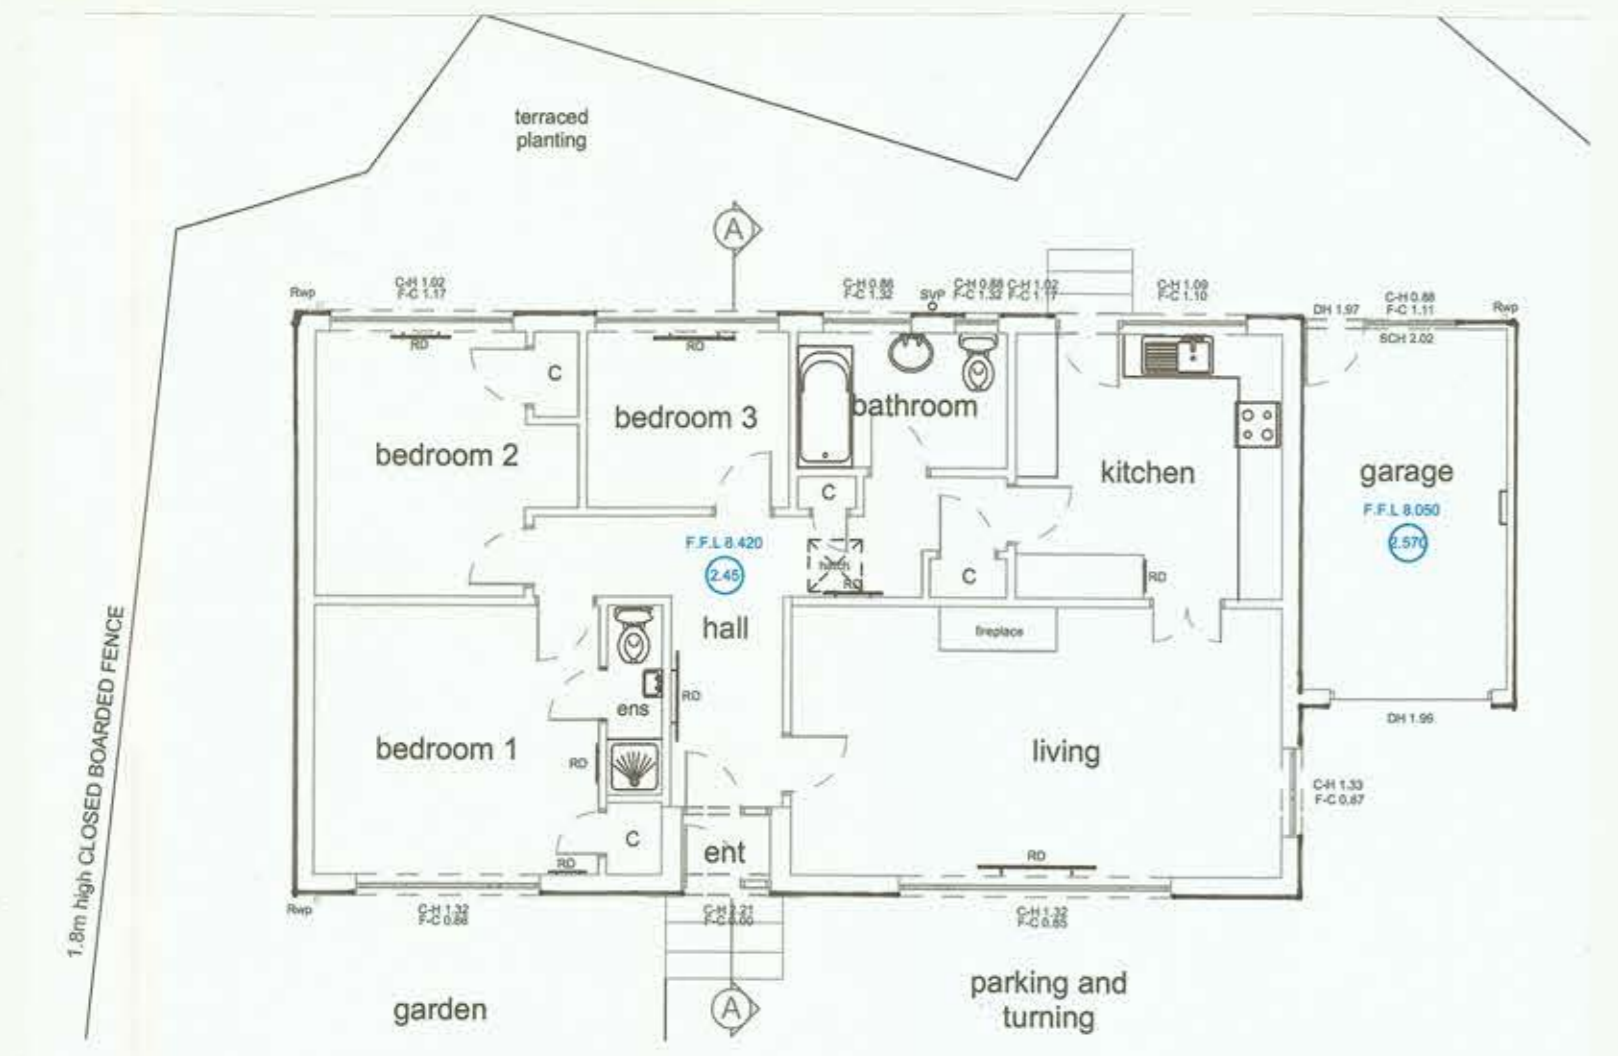 terraced
planting
A
C-H 1.02
F-C 1.17
C-H 0.88
F-C 1.32
SVP
C-H 0.88
F-C 1.32
C-H 1.02
F-C 1.17
C-H 1.09
F-C 1.10
C-H 0.88
F-C 1.11
Rwp
Rwp
DH 1.97
SCH 2.02
RD
RD
C
bedroom 3
bathroom
bedroom 2
kitchen
garage
C
F.F.L 8.050
2.570
F.F.L 8.420
2.45
hatch
RD
C
RD
hall
fireplace
RD
ens
DH 1.96
bedroom 1
RD
living
C-H 1.33
F-C 0.87
C
ent
RD
RD
Rwp
C-H 1.32
F-C 0.86
C-H 2.21
F-C 0.00
C-H 1.32
F-C 0.85
1.8m high CLOSED BOARDED FENCE
garden
A
parking and
turning